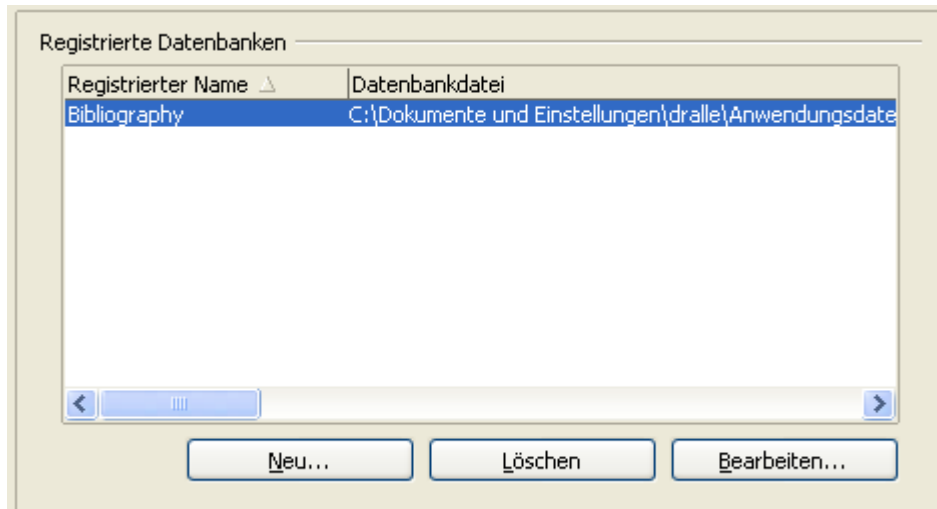 Registrierte Datenbanken
Registrierter Name Datenbankdatei
Bibliography C:\Dokumente und Einstellungen\dralle\Anwendungsdate
Neu... Löschen Bearbeiten...